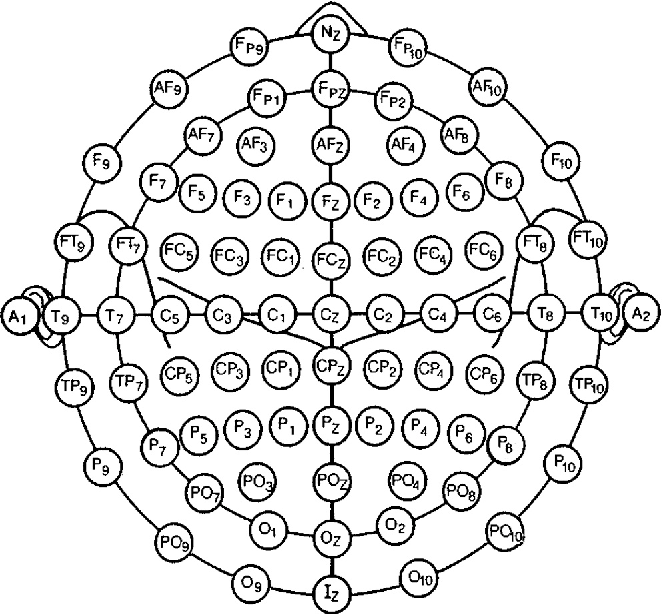 Nz
Fp9 Fp10
AF9 Fp1 Fpz Fp2 AF10
AF7 AF3 AFz AF4 AF8
F9 F10
F7 F5 F3 F1 Fz F2 F4 F6 F8
FT9 FT7 FC5 FC3 FC1 FCz FC2 FC4 FC6 FT8 FT10
A1 T9 T7 C5 C3 C1 Cz C2 C4 C6 T8 T10 A2
TP9 TP7 CP5 CP3 CP1 CPz CP2 CP4 CP6 TP8 TP10
P7 P5 P3 P1 Pz P2 P4 P6 P8
P9 P10
PO7 PO3 POz PO4 PO8
PO9 O1 Oz O2 PO10
O9 Iz O10